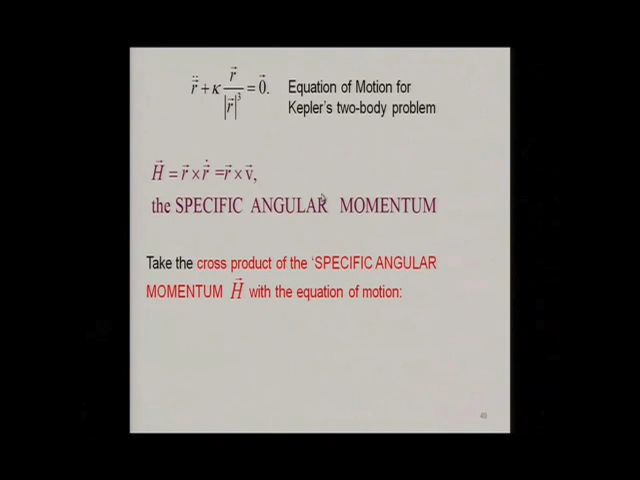 r̈⃗ + κ r⃗ / |r⃗|³ = 0⃗. Equation of Motion for
Kepler's two-body problem
H⃗ = r⃗ × ṙ⃗ = r⃗ × v⃗,
the SPECIFIC ANGULAR MOMENTUM
Take the cross product of the 'SPECIFIC ANGULAR
MOMENTUM H⃗ with the equation of motion:
49